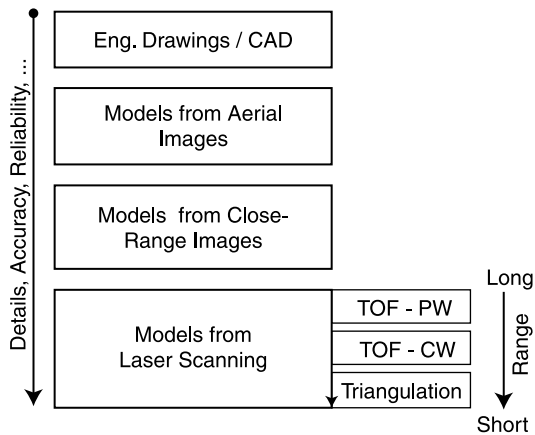 Details, Accuracy, Reliability, ...
Eng. Drawings / CAD
Models from Aerial
Images
Models from Close-
Range Images
Models from
Laser Scanning
TOF - PW
TOF - CW
Triangulation
Long
Range
Short